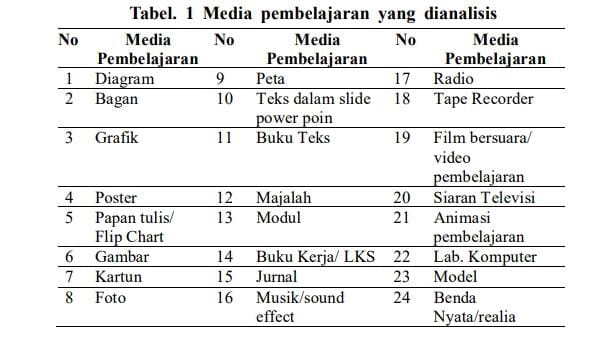 Tabel. 1 Media pembelajaran yang dianalisis
No Media Pembelajaran No Media Pembelajaran No Media Pembelajaran
1 Diagram 9 Peta 17 Radio
2 Bagan 10 Teks dalam slide power poin 18 Tape Recorder
3 Grafik 11 Buku Teks 19 Film bersuara/ video pembelajaran
4 Poster 12 Majalah 20 Siaran Televisi
5 Papan tulis/ Flip Chart 13 Modul 21 Animasi pembelajaran
6 Gambar 14 Buku Kerja/ LKS 22 Lab. Komputer
7 Kartun 15 Jurnal 23 Model
8 Foto 16 Musik/sound effect 24 Benda Nyata/realia